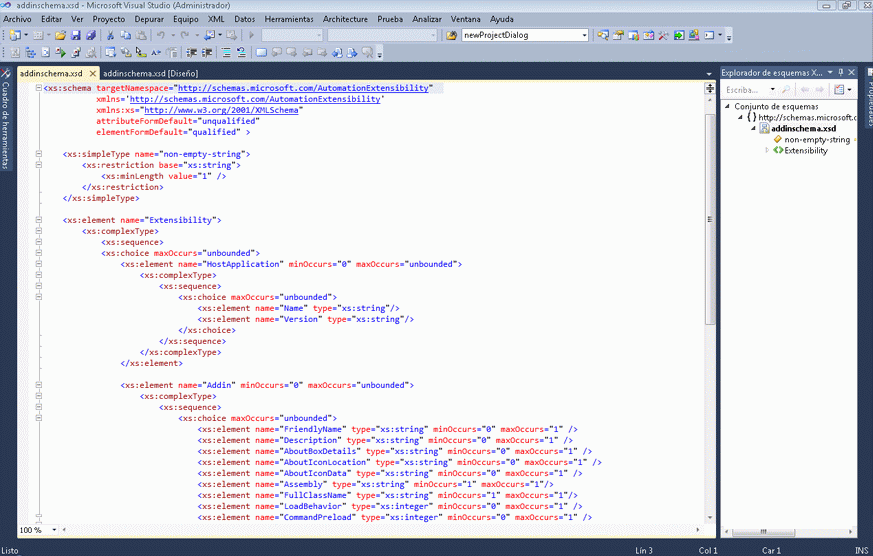 addinschema.xsd - Microsoft Visual Studio (Administrador)
Archivo Editar Ver Proyecto Depurar Equipo XML Datos Herramientas Architecture Prueba Analizar Ventana Ayuda
newProjectDialog
addinschema.xsd addinschema.xsd [Diseño]
Cuadro de herramientas
<xs:schema targetNamespace="http://schemas.microsoft.com/AutomationExtensibility"
xmlns='http://schemas.microsoft.com/AutomationExtensibility'
xmlns:xs="http://www.w3.org/2001/XMLSchema"
attributeFormDefault="unqualified"
elementFormDefault="qualified" >
<xs:simpleType name="non-empty-string">
<xs:restriction base="xs:string">
<xs:minLength value="1" />
</xs:restriction>
</xs:simpleType>
<xs:element name="Extensibility">
<xs:complexType>
<xs:sequence>
<xs:choice maxOccurs="unbounded">
<xs:element name="HostApplication" minOccurs="0" maxOccurs="unbounded">
<xs:complexType>
<xs:sequence>
<xs:choice maxOccurs="unbounded">
<xs:element name="Name" type="xs:string"/>
<xs:element name="Version" type="xs:string"/>
</xs:choice>
</xs:sequence>
</xs:complexType>
</xs:element>
<xs:element name="Addin" minOccurs="0" maxOccurs="unbounded">
<xs:complexType>
<xs:sequence>
<xs:choice maxOccurs="unbounded">
<xs:element name="FriendlyName" type="xs:string" minOccurs="0" maxOccurs="1" />
<xs:element name="Description" type="xs:string" minOccurs="0" maxOccurs="1" />
<xs:element name="AboutBoxDetails" type="xs:string" minOccurs="0" maxOccurs="1" />
<xs:element name="AboutIconLocation" type="xs:string" minOccurs="0" maxOccurs="1" />
<xs:element name="AboutIconData" type="xs:string" minOccurs="0" maxOccurs="1" />
<xs:element name="Assembly" type="xs:string" minOccurs="1" maxOccurs="1"/>
<xs:element name="FullClassName" type="xs:string" minOccurs="1" maxOccurs="1"/>
<xs:element name="LoadBehavior" type="xs:integer" minOccurs="0" maxOccurs="1" />
<xs:element name="CommandPreload" type="xs:integer" minOccurs="0" maxOccurs="1" />
100 %
Explorador de esquemas X...
Escriba...
Conjunto de esquemas
{} http://schemas.microsoft.c
addinschema.xsd
non-empty-string
Extensibility
Propiedades
Listo Lín 3 Col 1 Car 1 INS